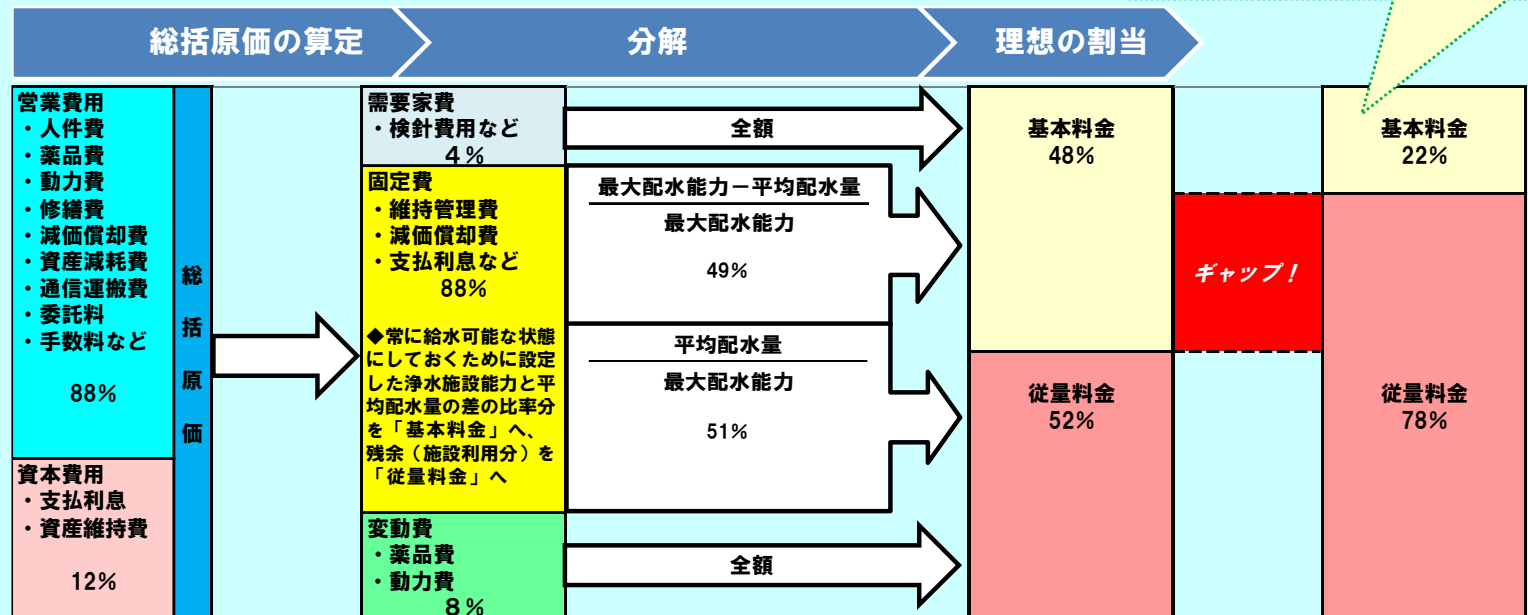 総括原価の算定
分解
理想の割当
営業費用
・人件費
・薬品費
・動力費
・修繕費
・減価償却費
・資産減耗費
・通信運搬費
・委託料
・手数料など
88%
資本費用
・支払利息
・資産維持費
12%
総括原価
需要家費
・検針費用など
４%
固定費
・維持管理費
・減価償却費
・支払利息など
88%
◆常に給水可能な状態
にしておくために設定
した浄水施設能力と平
均配水量の差の比率分
を「基本料金」へ、
残余（施設利用分）を
「従量料金」へ
変動費
・薬品費
・動力費
８%
全額
最大配水能力－平均配水量
最大配水能力
49%
平均配水量
最大配水能力
51%
全額
基本料金
48%
従量料金
52%
ギャップ！
基本料金
22%
従量料金
78%